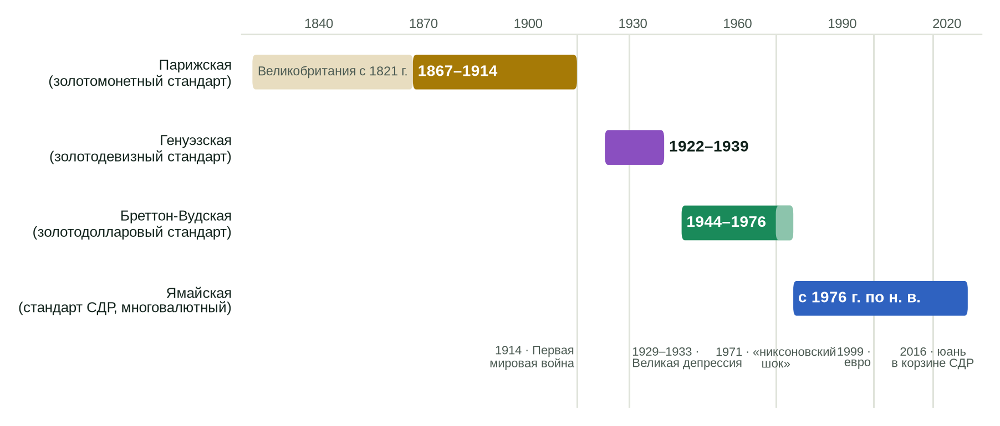 1840 1870 1900 1930 1960 1990 2020
Парижская
(золотомонетный стандарт)
Великобритания с 1821 г.
1867–1914
Генуэзская
(золотодевизный стандарт)
1922–1939
Бреттон-Вудская
(золотодолларовый стандарт)
1944–1976
Ямайская
(стандарт СДР, многовалютный)
с 1976 г. по н. в.
1914 · Первая
мировая война
1929–1933 ·
Великая депрессия
1971 · «никсоновский
шок»
1999 ·
евро
2016 · юань
в корзине СДР